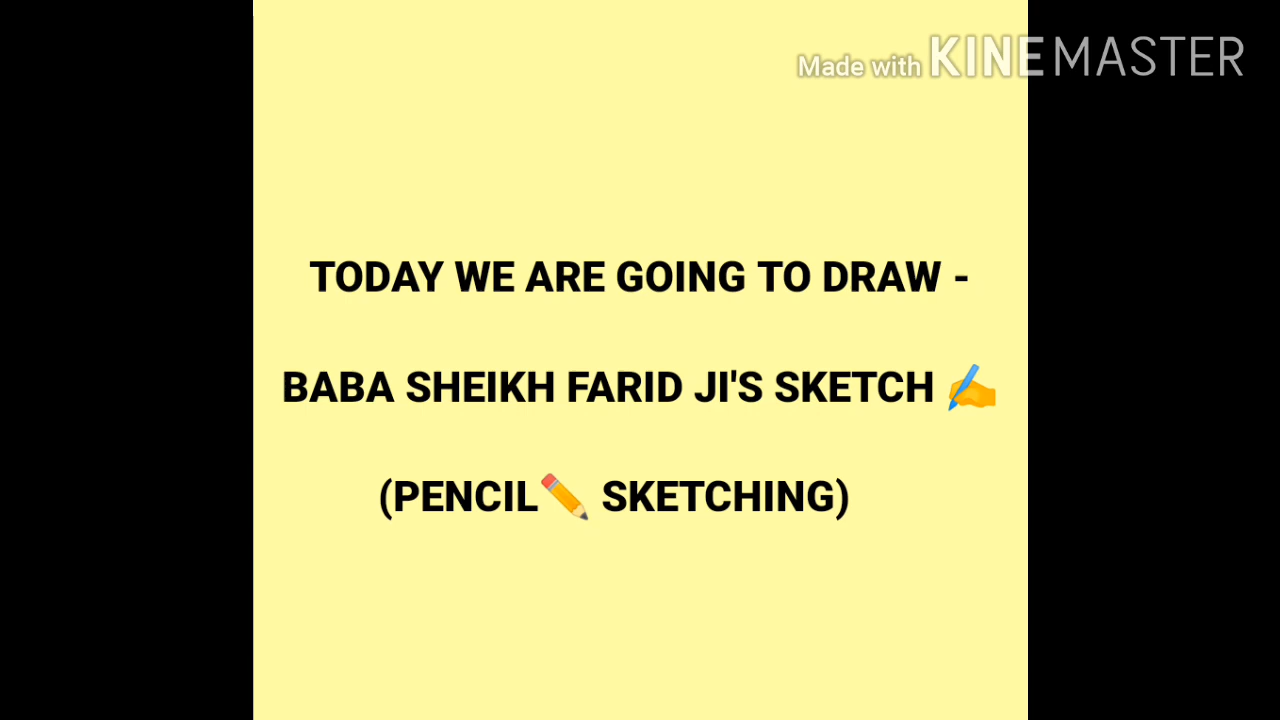 Made with KINEMASTER
TODAY WE ARE GOING TO DRAW -
BABA SHEIKH FARID JI'S SKETCH ✍️
(PENCIL✏️ SKETCHING)